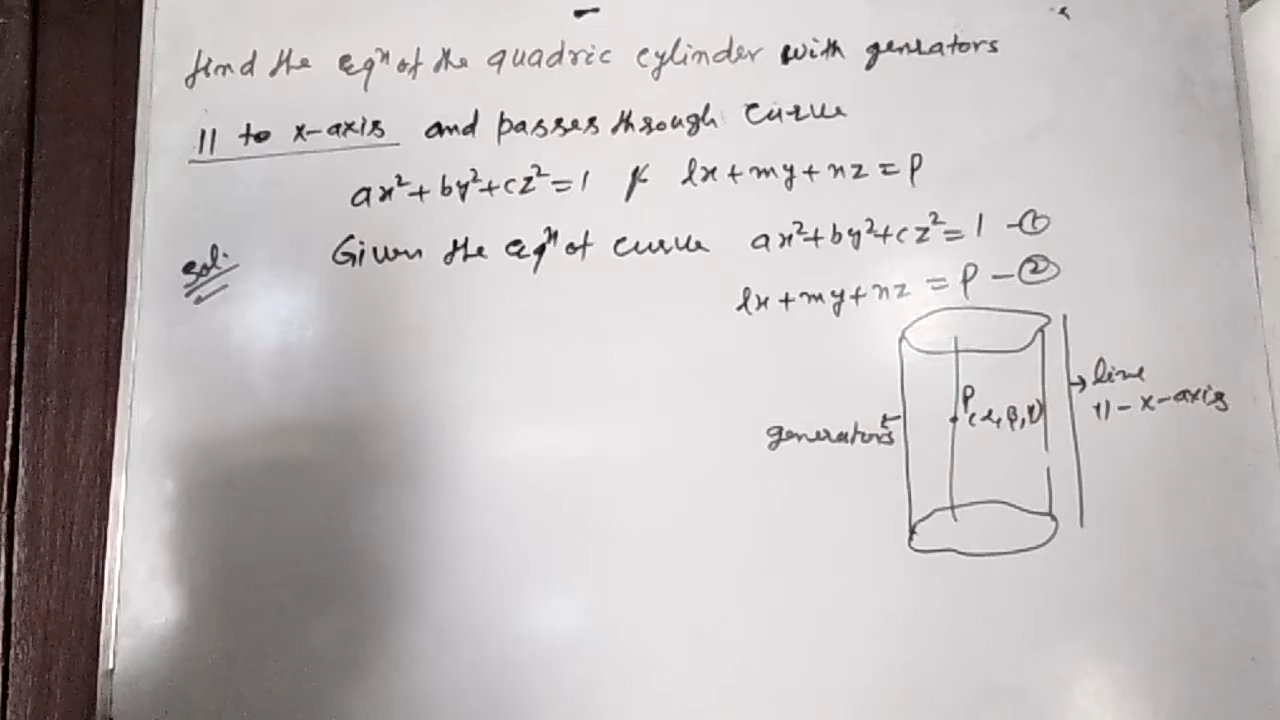 find the eqⁿ of the quadric cylinder with genrators
|| to x-axis and passes through curve
ax²+by²+cz²=1 & lx+my+nz=p
Sol. Given the eqⁿ of curve ax²+by²+cz²=1 -①
lx+my+nz=p-②
P(α,β,γ)
→line
||-x-axis
generators←